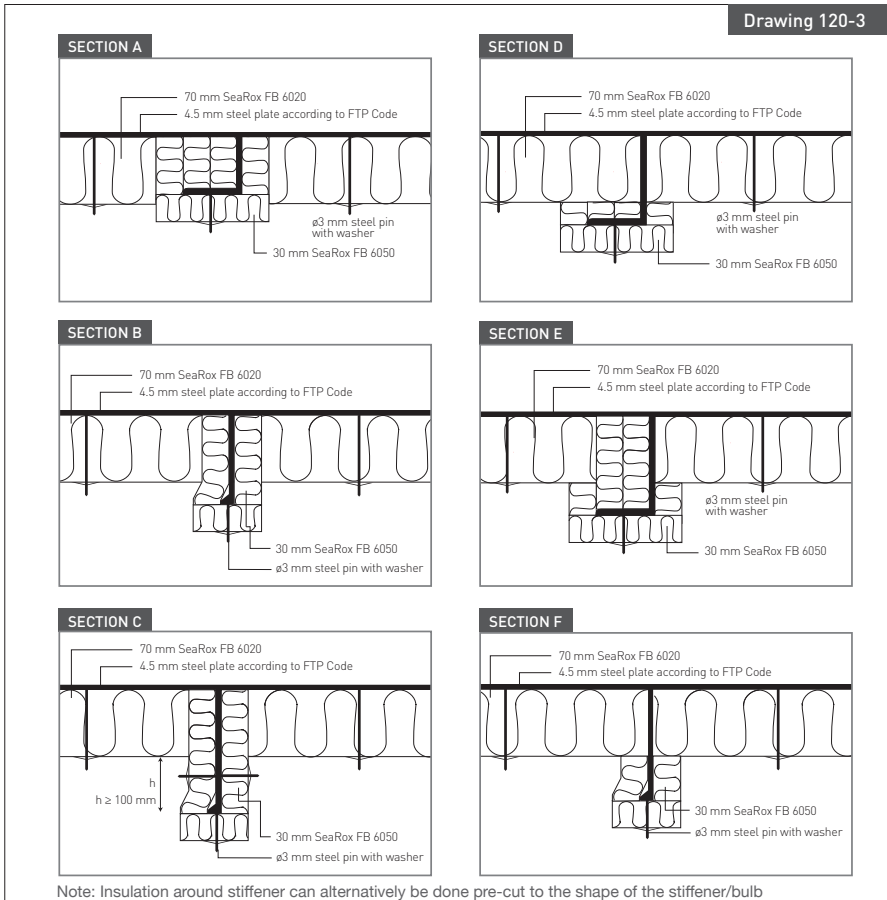 Drawing 120-3
SECTION A
70 mm SeaRox FB 6020
4.5 mm steel plate according to FTP Code
ø3 mm steel pin
with washer
30 mm SeaRox FB 6050
SECTION D
70 mm SeaRox FB 6020
4.5 mm steel plate according to FTP Code
ø3 mm steel pin
with washer
30 mm SeaRox FB 6050
SECTION B
70 mm SeaRox FB 6020
4.5 mm steel plate according to FTP Code
30 mm SeaRox FB 6050
ø3 mm steel pin with washer
SECTION E
70 mm SeaRox FB 6020
4.5 mm steel plate according to FTP Code
ø3 mm steel pin
with washer
30 mm SeaRox FB 6050
SECTION C
70 mm SeaRox FB 6020
4.5 mm steel plate according to FTP Code
h
h ≥ 100 mm
30 mm SeaRox FB 6050
ø3 mm steel pin with washer
SECTION F
70 mm SeaRox FB 6020
4.5 mm steel plate according to FTP Code
30 mm SeaRox FB 6050
ø3 mm steel pin with washer
Note: Insulation around stiffener can alternatively be done pre-cut to the shape of the stiffener/bulb